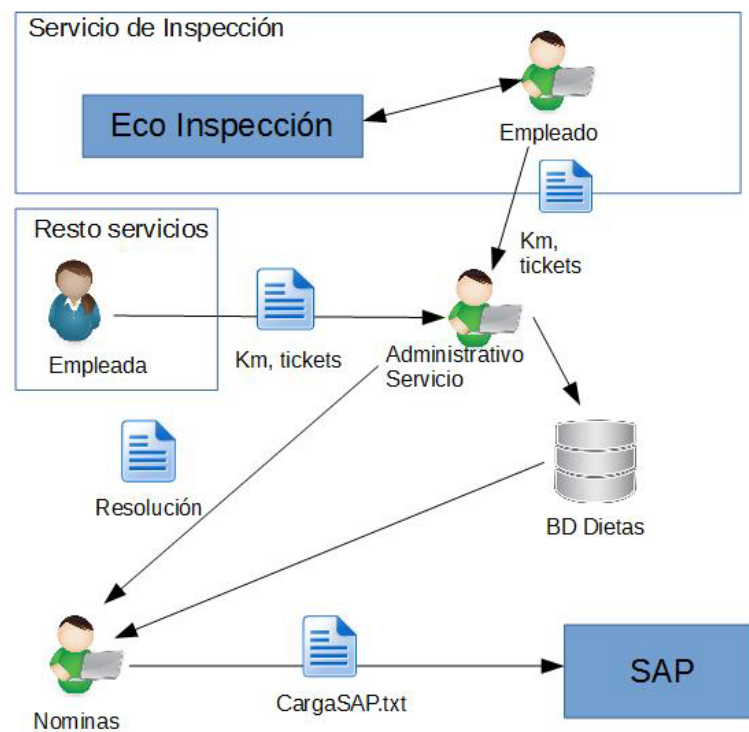 Servicio de Inspección
Eco Inspección
Empleado
Km,
tickets
Resto servicios
Empleada
Km, tickets
Administrativo
Servicio
Resolución
BD Dietas
Nominas
CargaSAP.txt
SAP